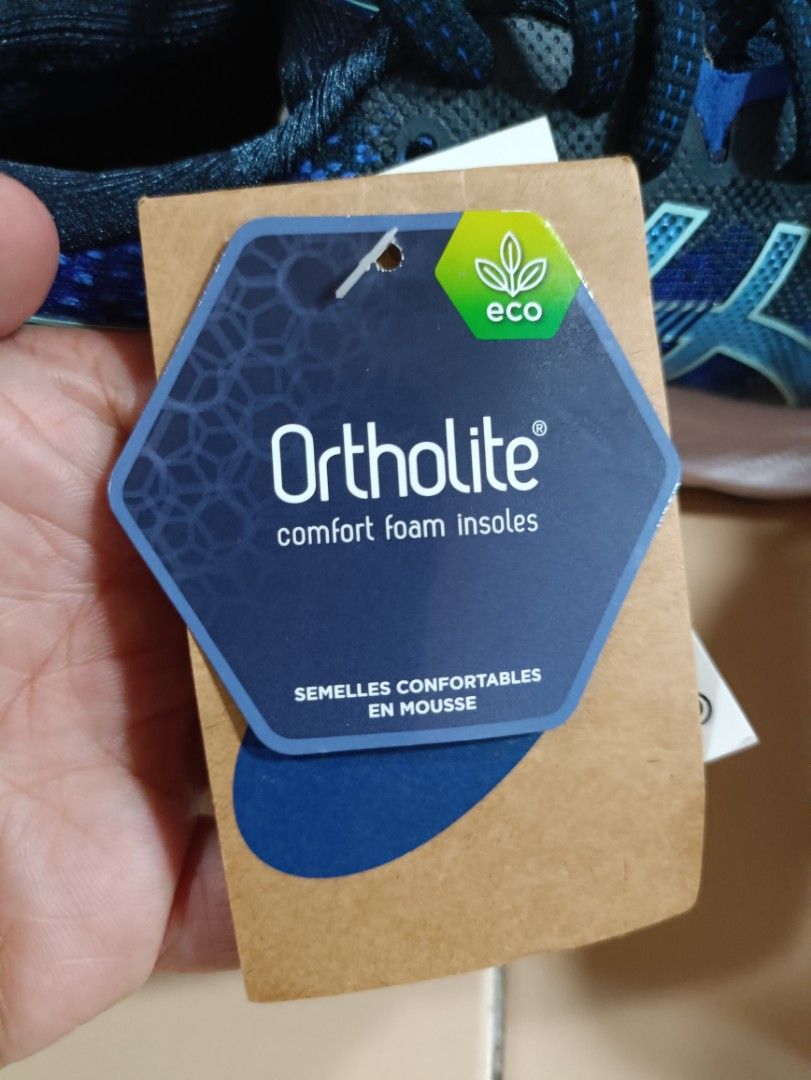 eco
Ortholite®
comfort foam insoles
SEMELLES CONFORTABLES
EN MOUSSE